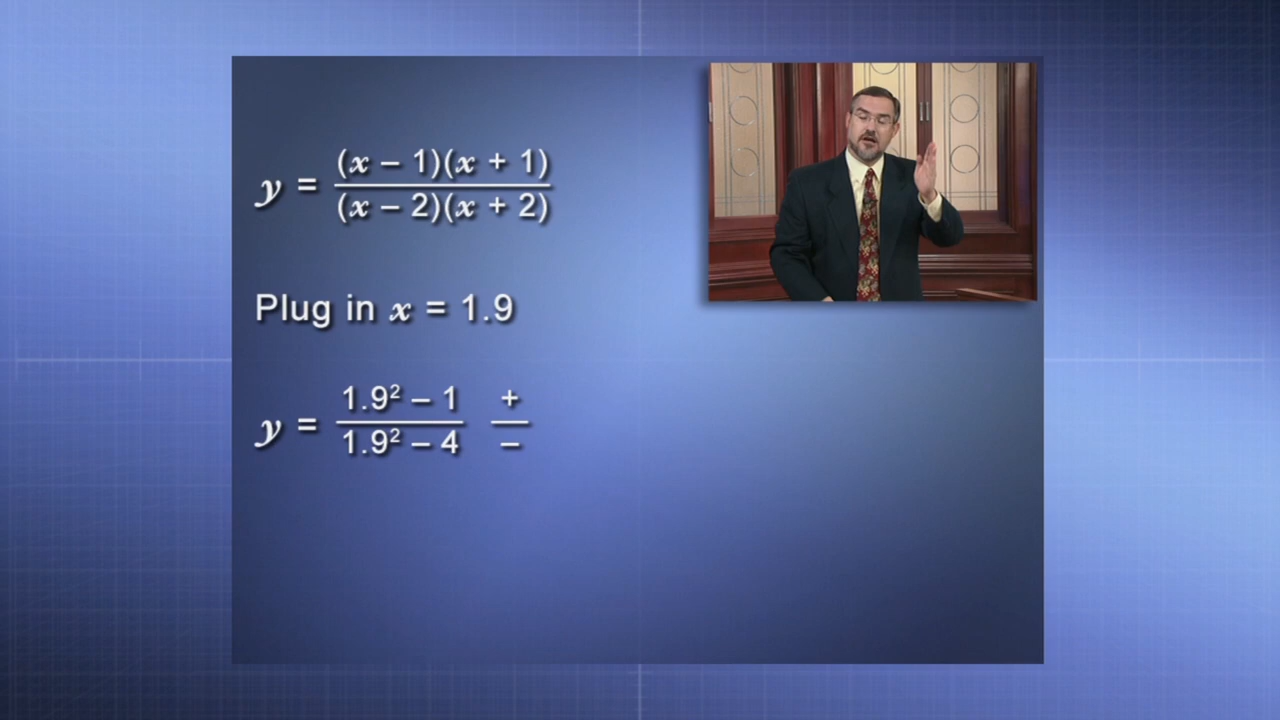 y = (x − 1)(x + 1) / (x − 2)(x + 2)
Plug in x = 1.9
y = 1.9² − 1 / 1.9² − 4 + / −